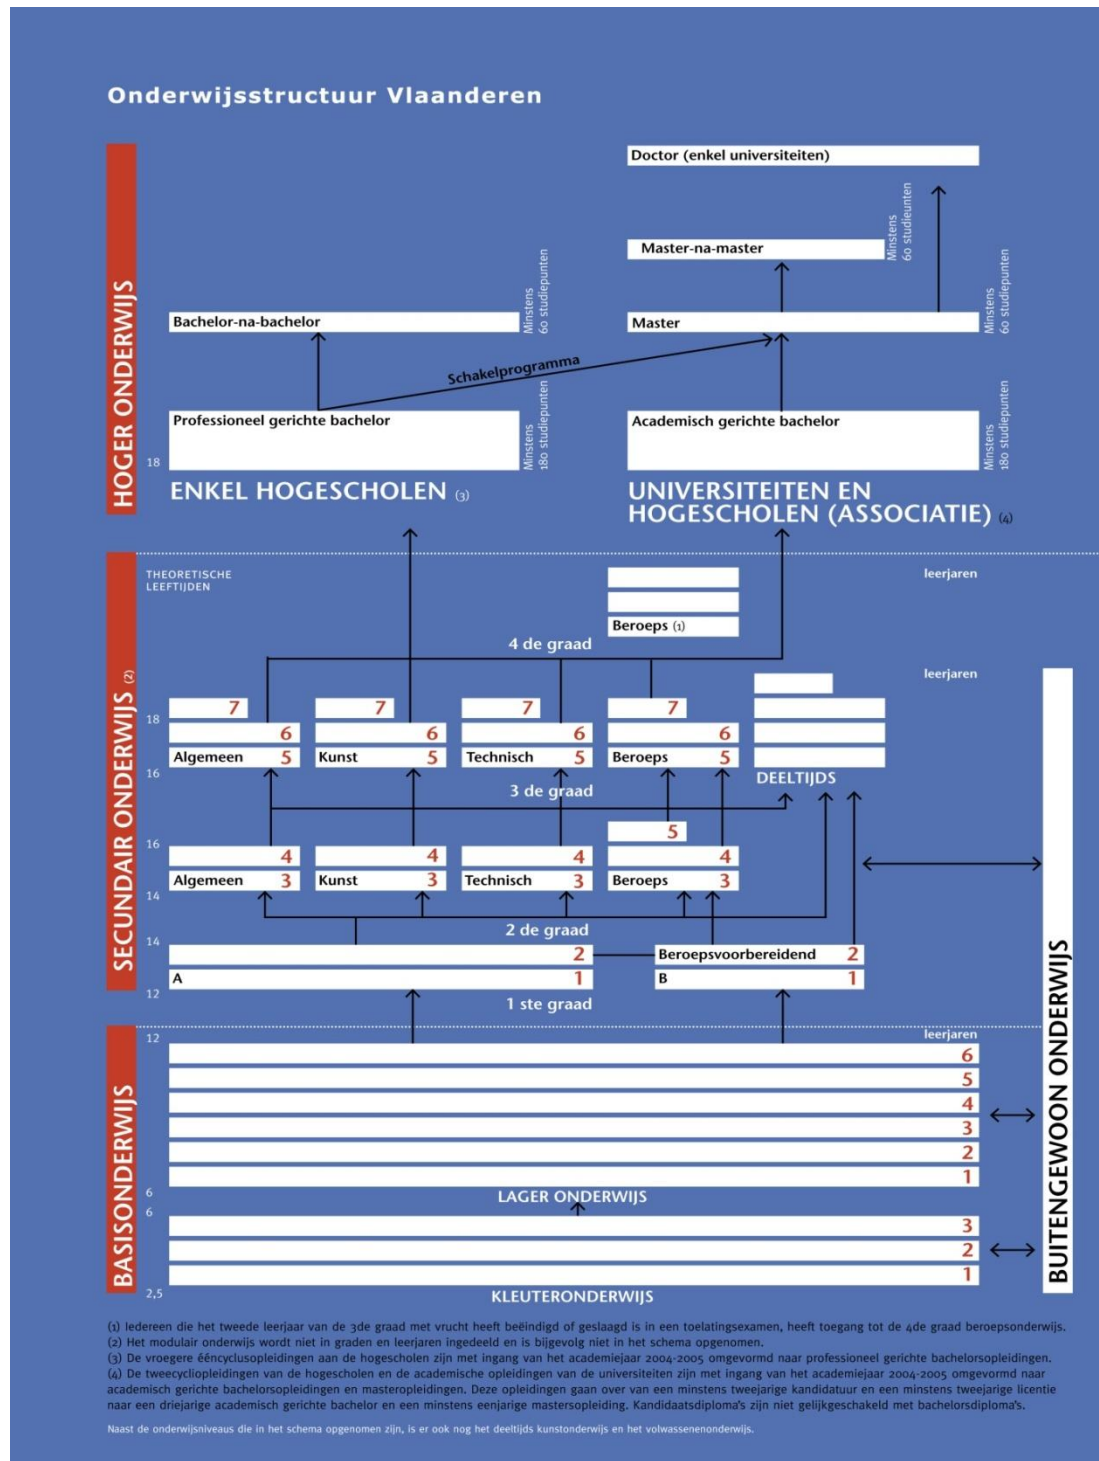 Onderwijsstructuur Vlaanderen
HOGER ONDERWIJS
Doctor (enkel universiteiten)
Minstens
60 studieunten
Master-na-master
Minstens
60 studiepunten
Bachelor-na-bachelor
Minstens
60 studiepunten
Master
Schakelprogramma
Professioneel gerichte bachelor
Minstens
180 studiepunten
Academisch gerichte bachelor
Minstens
180 studiepunten
18
ENKEL HOGESCHOLEN (3)
UNIVERSITEITEN EN
HOGESCHOLEN (ASSOCIATIE) (4)
SECUNDAIR ONDERWIJS (2)
THEORETISCHE
LEEFTIJDEN
leerjaren
Beroeps (1)
4 de graad
leerjaren
7 7 7 7
18
6 6 6 6
Algemeen 5 Kunst 5 Technisch 5 Beroeps 5
16
DEELTIJDS
3 de graad
5
16
4 4 4 4
Algemeen 3 Kunst 3 Technisch 3 Beroeps 3
14
2 de graad
14
2 Beroepsvoorbereidend 2
A 1 B 1
12
1 ste graad
BUITENGEWOON ONDERWIJS
BASISONDERWIJS
12
leerjaren
6
5
4
3
2
1
6
LAGER ONDERWIJS
6
3
2
1
2,5
KLEUTERONDERWIJS
(1) Iedereen die het tweede leerjaar van de 3de graad met vrucht heeft beëindigd of geslaagd is in een toelatingsexamen, heeft toegang tot de 4de graad beroepsonderwijs.
(2) Het modulair onderwijs wordt niet in graden en leerjaren ingedeeld en is bijgevolg niet in het schema opgenomen.
(3) De vroegere ééncyclusopleidingen aan de hogescholen zijn met ingang van het academiejaar 2004-2005 omgevormd naar professioneel gerichte bachelorsopleidingen.
(4) De tweecycliopleidingen van de hogescholen en de academische opleidingen van de universiteiten zijn met ingang van het academiejaar 2004-2005 omgevormd naar
academisch gerichte bachelorsopleidingen en masteropleidingen. Deze opleidingen gaan over van een minstens tweejarige kandidatuur en een minstens tweejarige licentie
naar een driejarige academisch gerichte bachelor en een minstens eenjarige mastersopleiding. Kandidaatsdiploma's zijn niet gelijkgeschakeld met bachelorsdiploma's.
Naast de onderwijsniveaus die in het schema opgenomen zijn, is er ook nog het deeltijds kunstonderwijs en het volwassenenonderwijs.